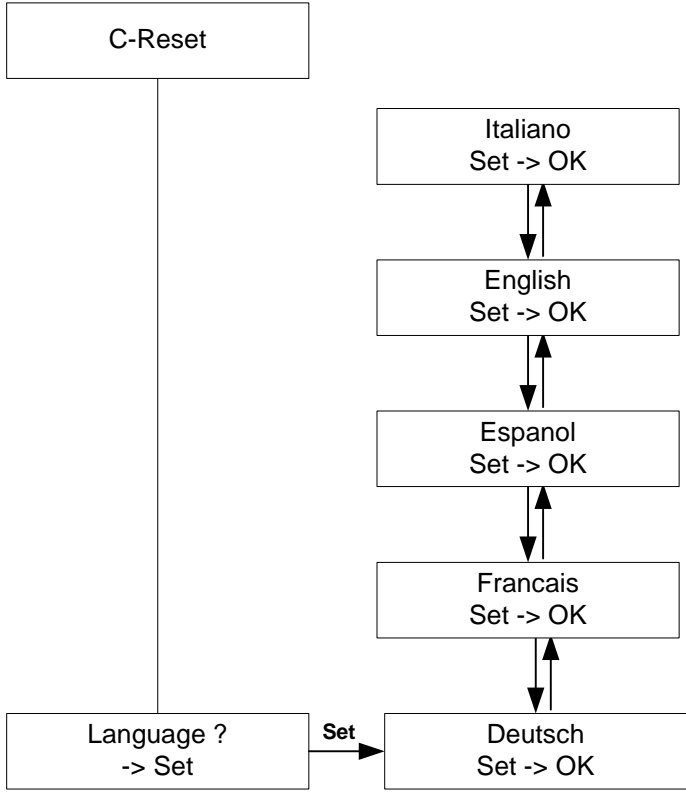 C-Reset
Italiano
Set -> OK
English
Set -> OK
Espanol
Set -> OK
Francais
Set -> OK
Language ?
-> Set
Set
Deutsch
Set -> OK